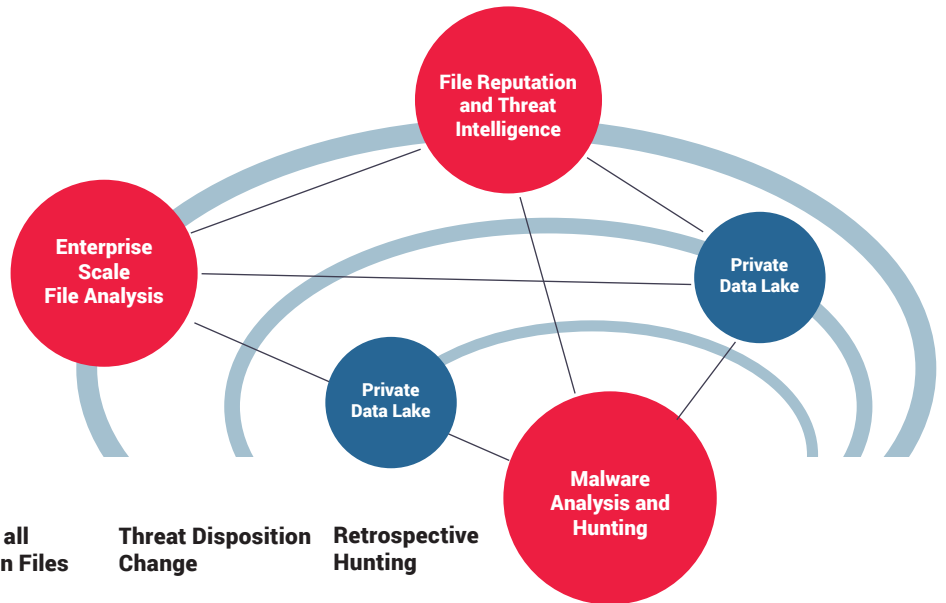 File Reputation
and Threat
Intelligence
Enterprise
Scale
File Analysis
Private
Data Lake
Private
Data Lake
Malware
Analysis and
Hunting
all
n Files
Threat Disposition
Change
Retrospective
Hunting